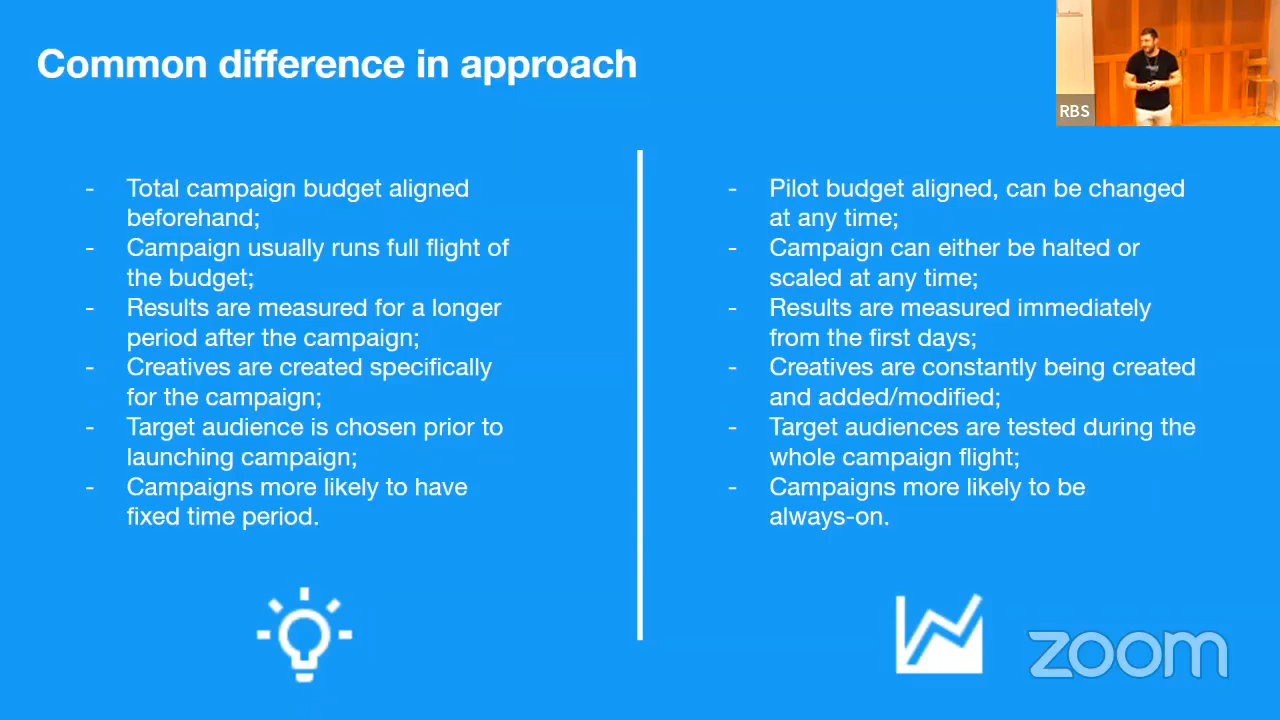 Common difference in approach
RBS
- Total campaign budget aligned
beforehand;
- Campaign usually runs full flight of
the budget;
- Results are measured for a longer
period after the campaign;
- Creatives are created specifically
for the campaign;
- Target audience is chosen prior to
launching campaign;
- Campaigns more likely to have
fixed time period.
- Pilot budget aligned, can be changed
at any time;
- Campaign can either be halted or
scaled at any time;
- Results are measured immediately
from the first days;
- Creatives are constantly being created
and added/modified;
- Target audiences are tested during the
whole campaign flight;
- Campaigns more likely to be
always-on.
zoom